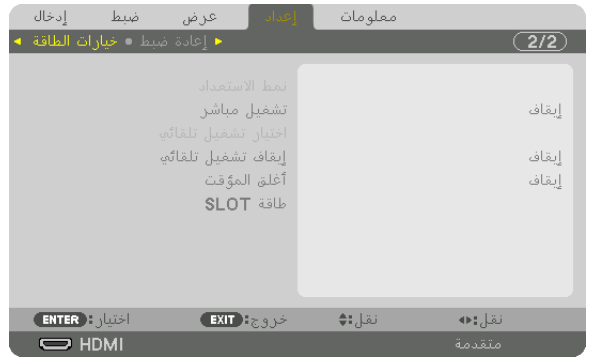 إدخال ضبط عرض إعداد معلومات
خيارات الطاقة ● إعادة ضبط 2/2
نمط الاستعداد
تشغيل مباشر إيقاف
اختيار تشغيل تلقائي
إيقاف تشغيل تلقائي إيقاف
أغلق المؤقت إيقاف
طاقة SLOT
ENTER :اختيار EXIT :خروج نقل: نقل:
HDMI متقدمة